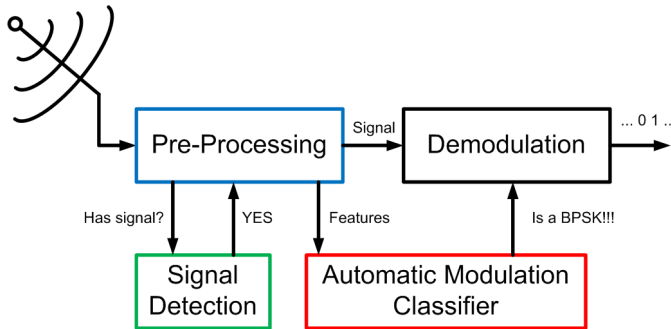 ... 0 1 ..
Signal
Pre-Processing
Demodulation
Has signal?
YES
Features
Is a BPSK!!!
Signal
Detection
Automatic Modulation
Classifier